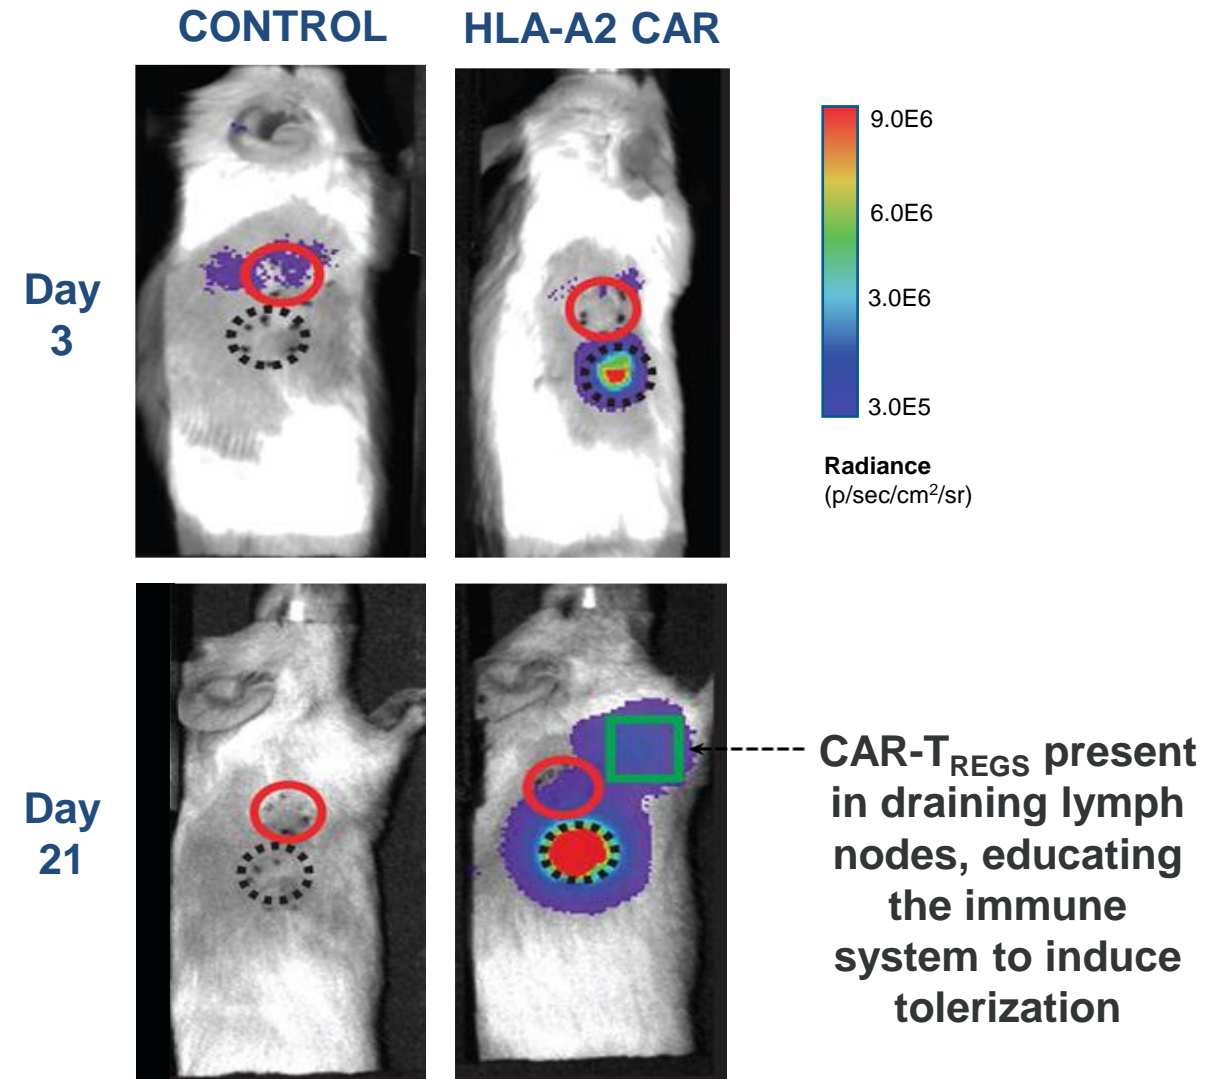 CONTROL
HLA-A2 CAR
9.0E6
6.0E6
3.0E6
3.0E5
Radiance
(p/sec/cm²/sr)
Day
3
Day
21
CAR-T_REGS present
in draining lymph
nodes, educating
the immune
system to induce
tolerization